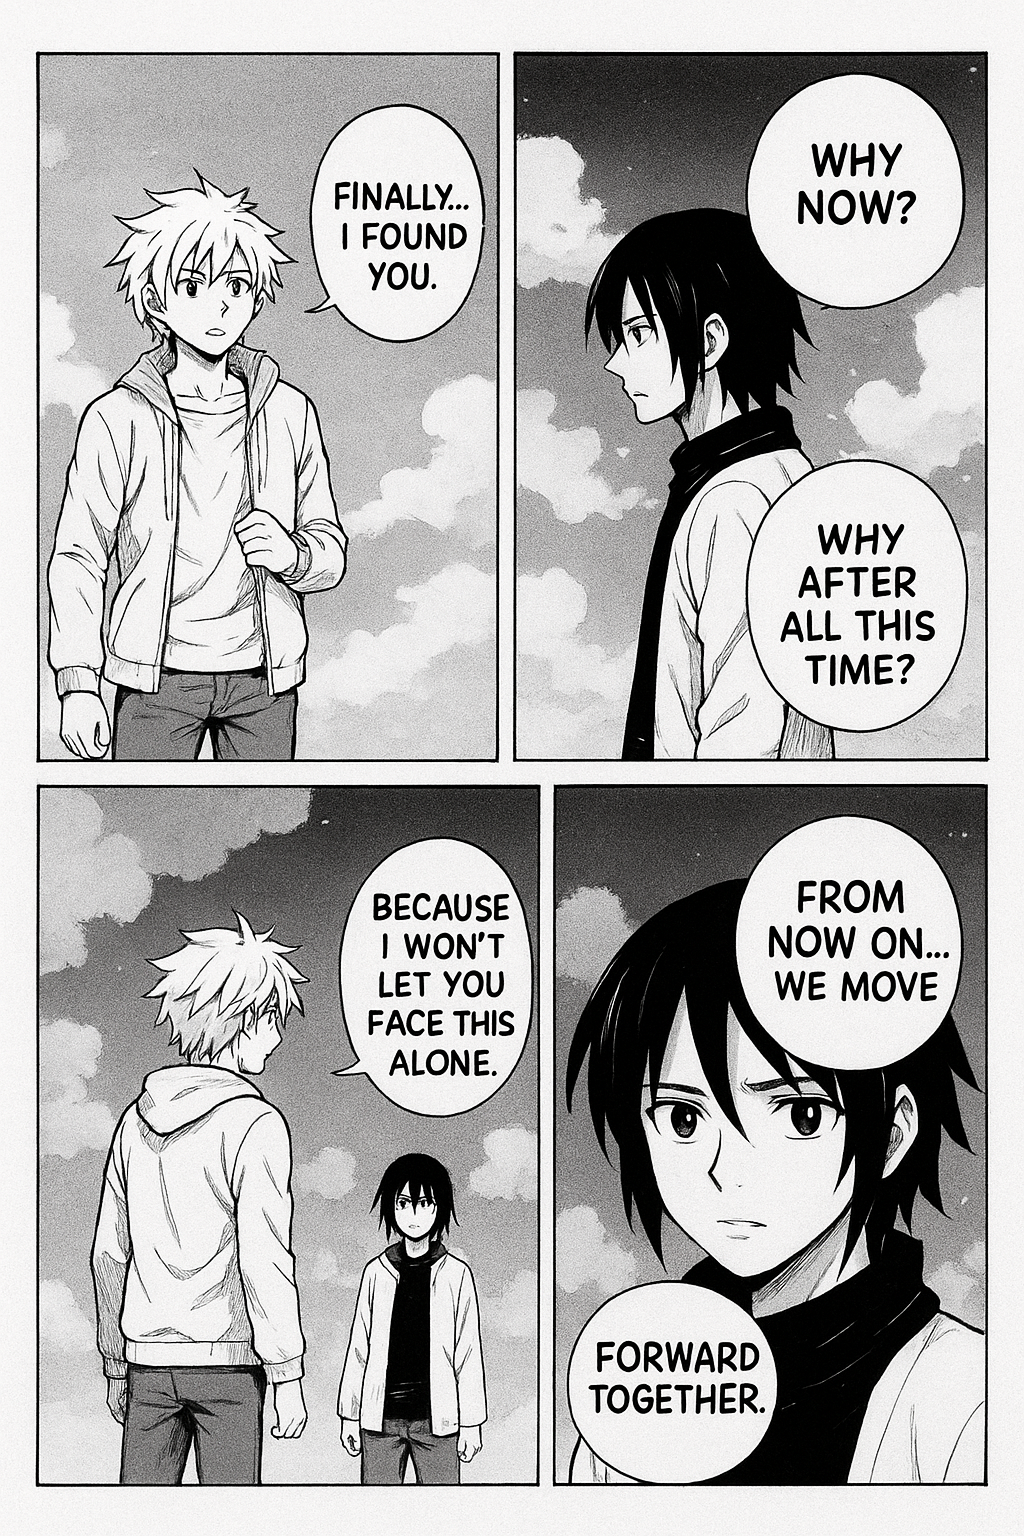 FINALLY...
I FOUND
YOU.
WHY
NOW?
WHY
AFTER
ALL THIS
TIME?
BECAUSE
I WON'T
LET YOU
FACE THIS
ALONE.
FROM
NOW ON...
WE MOVE
FORWARD
TOGETHER.